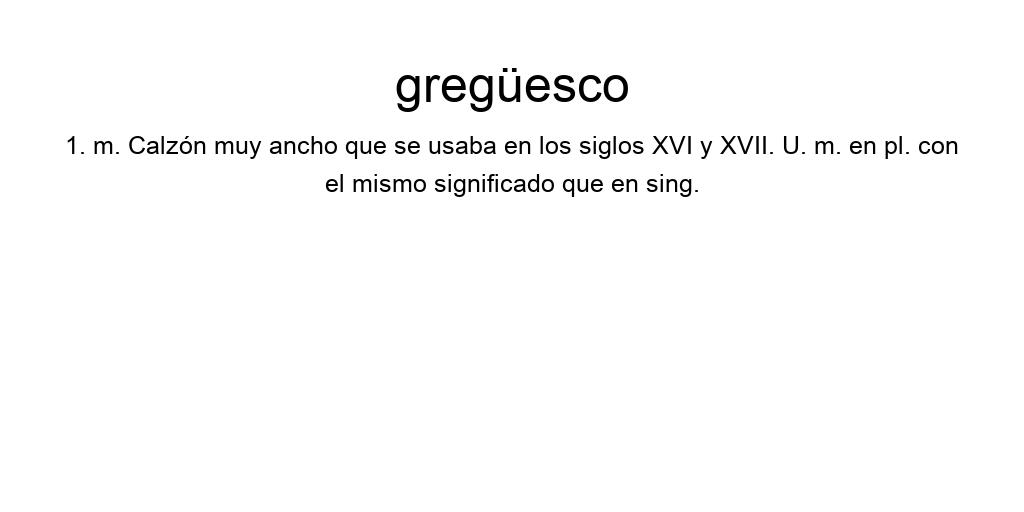 gregüesco
1. m. Calzón muy ancho que se usaba en los siglos XVI y XVII. U. m. en pl. con
el mismo significado que en sing.